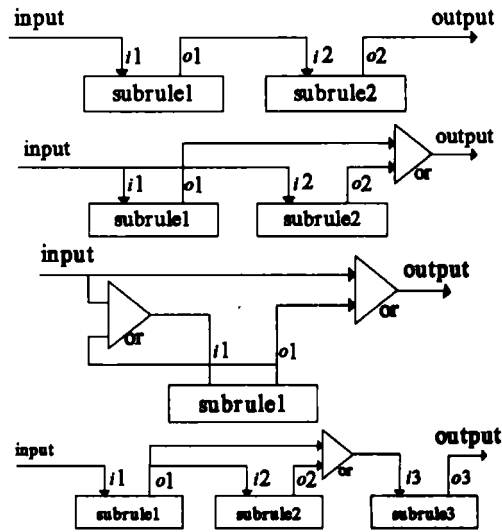 input output
i1 o1 i2 o2
subrule1 subrule2
input output
i1 o1 i2 o2 or
subrule1 subrule2
input output
or i1 o1 or
subrule1
input output
i1 o1 i2 o2 or i3 o3
subrule1 subrule2 subrule3